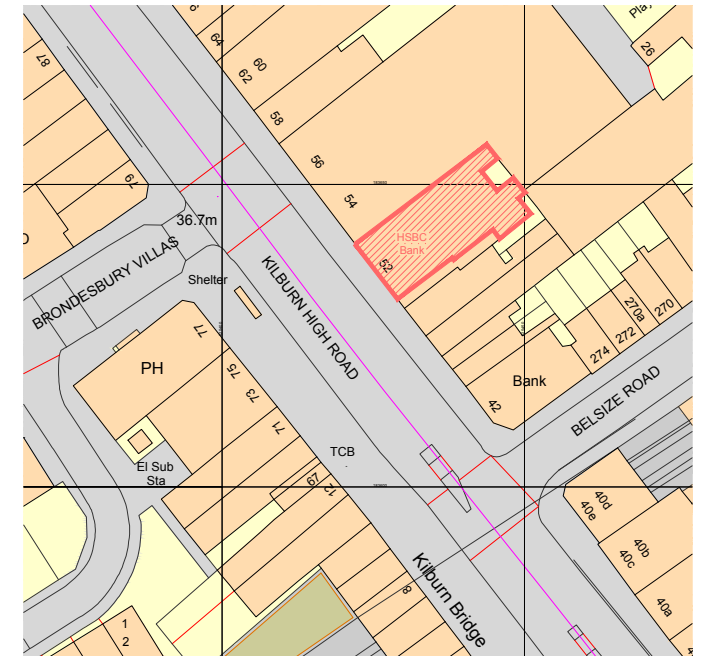 87
64
62
60
58
56
54
26
79
36.7m
BRONDESBURY VILLAS
Shelter
KILBURN HIGH ROAD
HSBC
Bank
52
77
75
73
71
PH
El Sub
Sta
TCB
12
Bank
42
274
272
270a
270
BELSIZE ROAD
40e
40d
40c
40b
40a
8
Kilburn Bridge
1
2